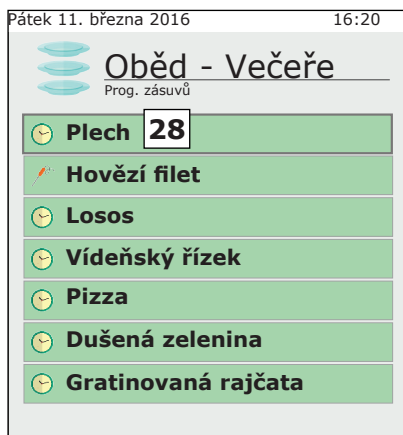 Pátek 11. března 2016 16:20
Oběd - Večeře
Prog. zásuvů
Plech 28
Hovězí filet
Losos
Vídeňský řízek
Pizza
Dušená zelenina
Gratinovaná rajčata